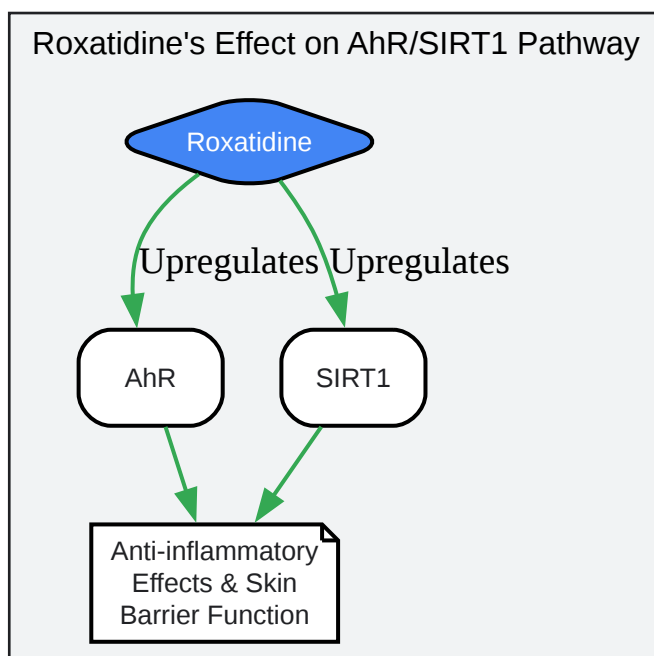 Roxatidine's Effect on AhR/SIRT1 Pathway
Roxatidine
Upregulates Upregulates
AhR
SIRT1
Anti-inflammatory
Effects & Skin
Barrier Function